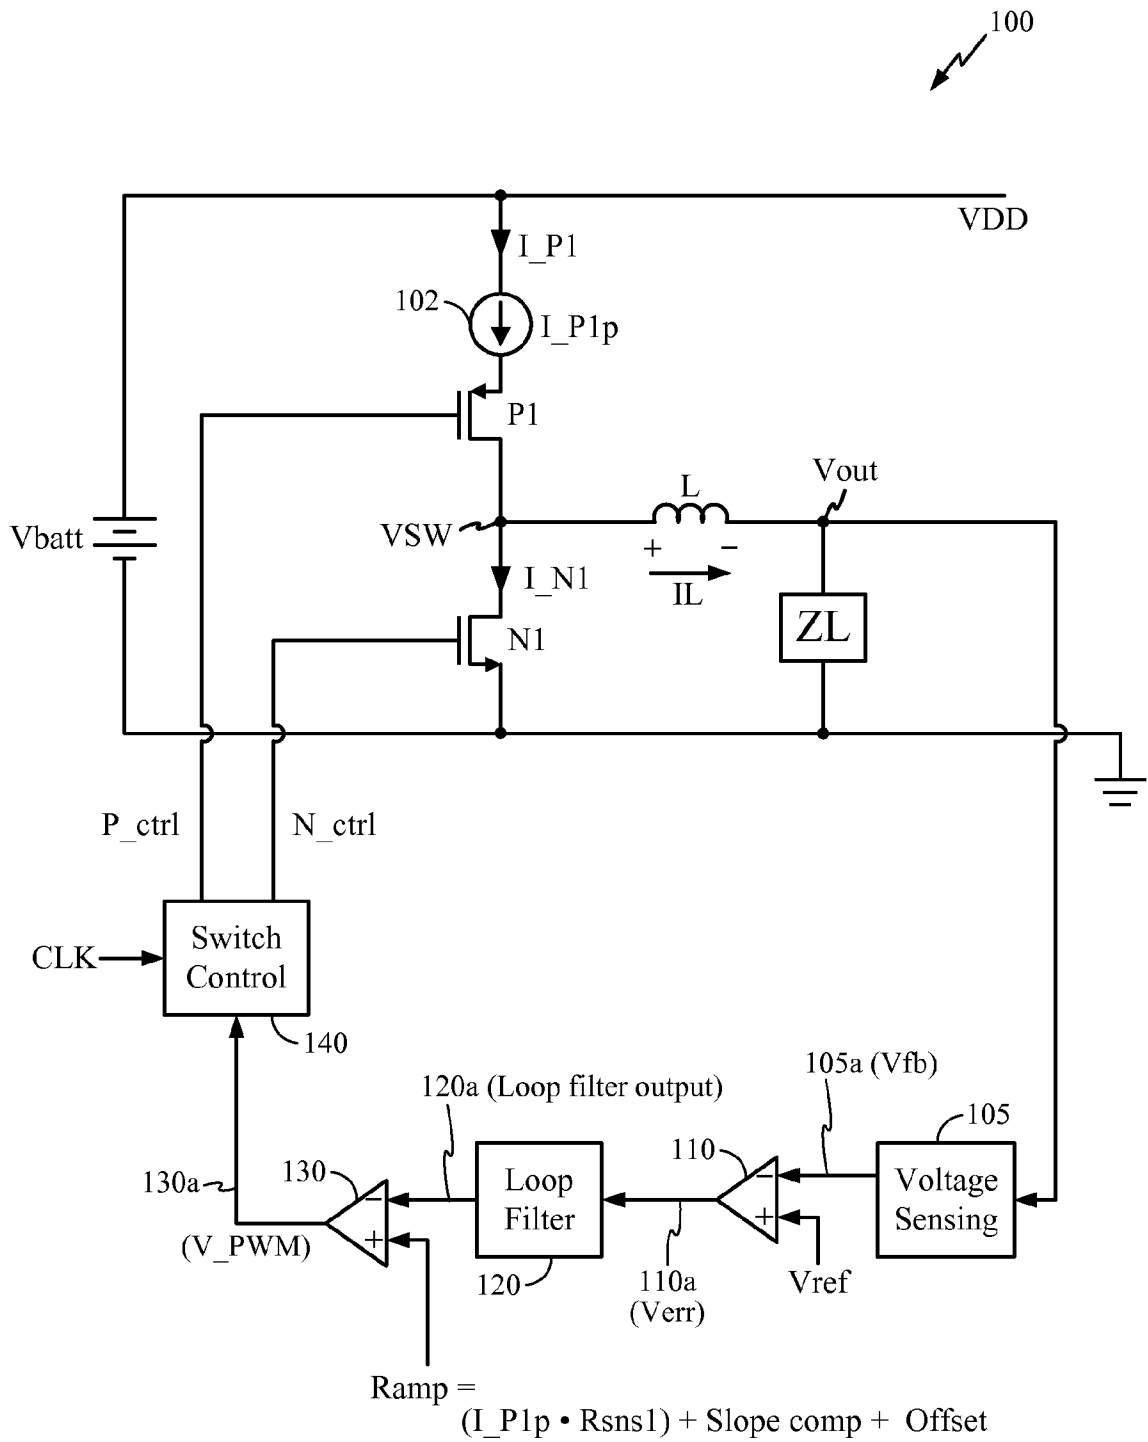 100
VDD
I_P1
102
I_P1p
P1
Vout
L
Vbatt
VSW
+ −
I_N1
IL
ZL
N1
P_ctrl
N_ctrl
Switch
Control
CLK
140
105a (Vfb)
120a (Loop filter output)
105
110
130
130a
Loop
Filter
Voltage
Sensing
−
+
−
+
(V_PWM)
120
110a
(Verr)
Vref
Ramp =
(I_P1p • Rsns1) + Slope comp + Offset